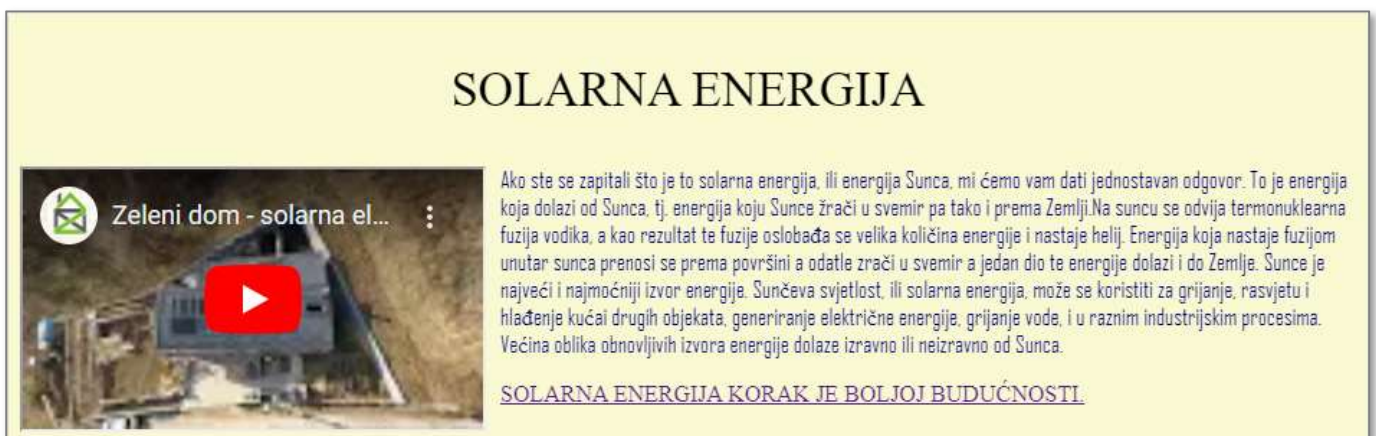 SOLARNA ENERGIJA
Zeleni dom - solarna el...
Ako ste se zapitali što je to solarna energija, ili energija Sunca, mi ćemo vam dati jednostavan odgovor. To je energija
koja dolazi od Sunca, tj. energija koju Sunce žrači u svemir pa tako i prema Zemlji.Na suncu se odvija termonuklearna
fuzija vodika, a kao rezultat te fuzije oslobađa se velika količina energije i nastaje helij. Energija koja nastaje fuzijom
unutar sunca prenosi se prema površini a odatle zrači u svemir a jedan dio te energije dolazi i do Zemlje. Sunce je
najveći i najmoćniji izvor energije. Sunčeva svjetlost, ili solarna energija, može se koristiti za grijanje, rasvjetu i
hlađenje kućai drugih objekata, generiranje električne energije, grijanje vode, i u raznim industrijskim procesima.
Većina oblika obnovljivih izvora energije dolaze izravno ili neizravno od Sunca.
SOLARNA ENERGIJA KORAK JE BOLJOJ BUDUĆNOSTI.